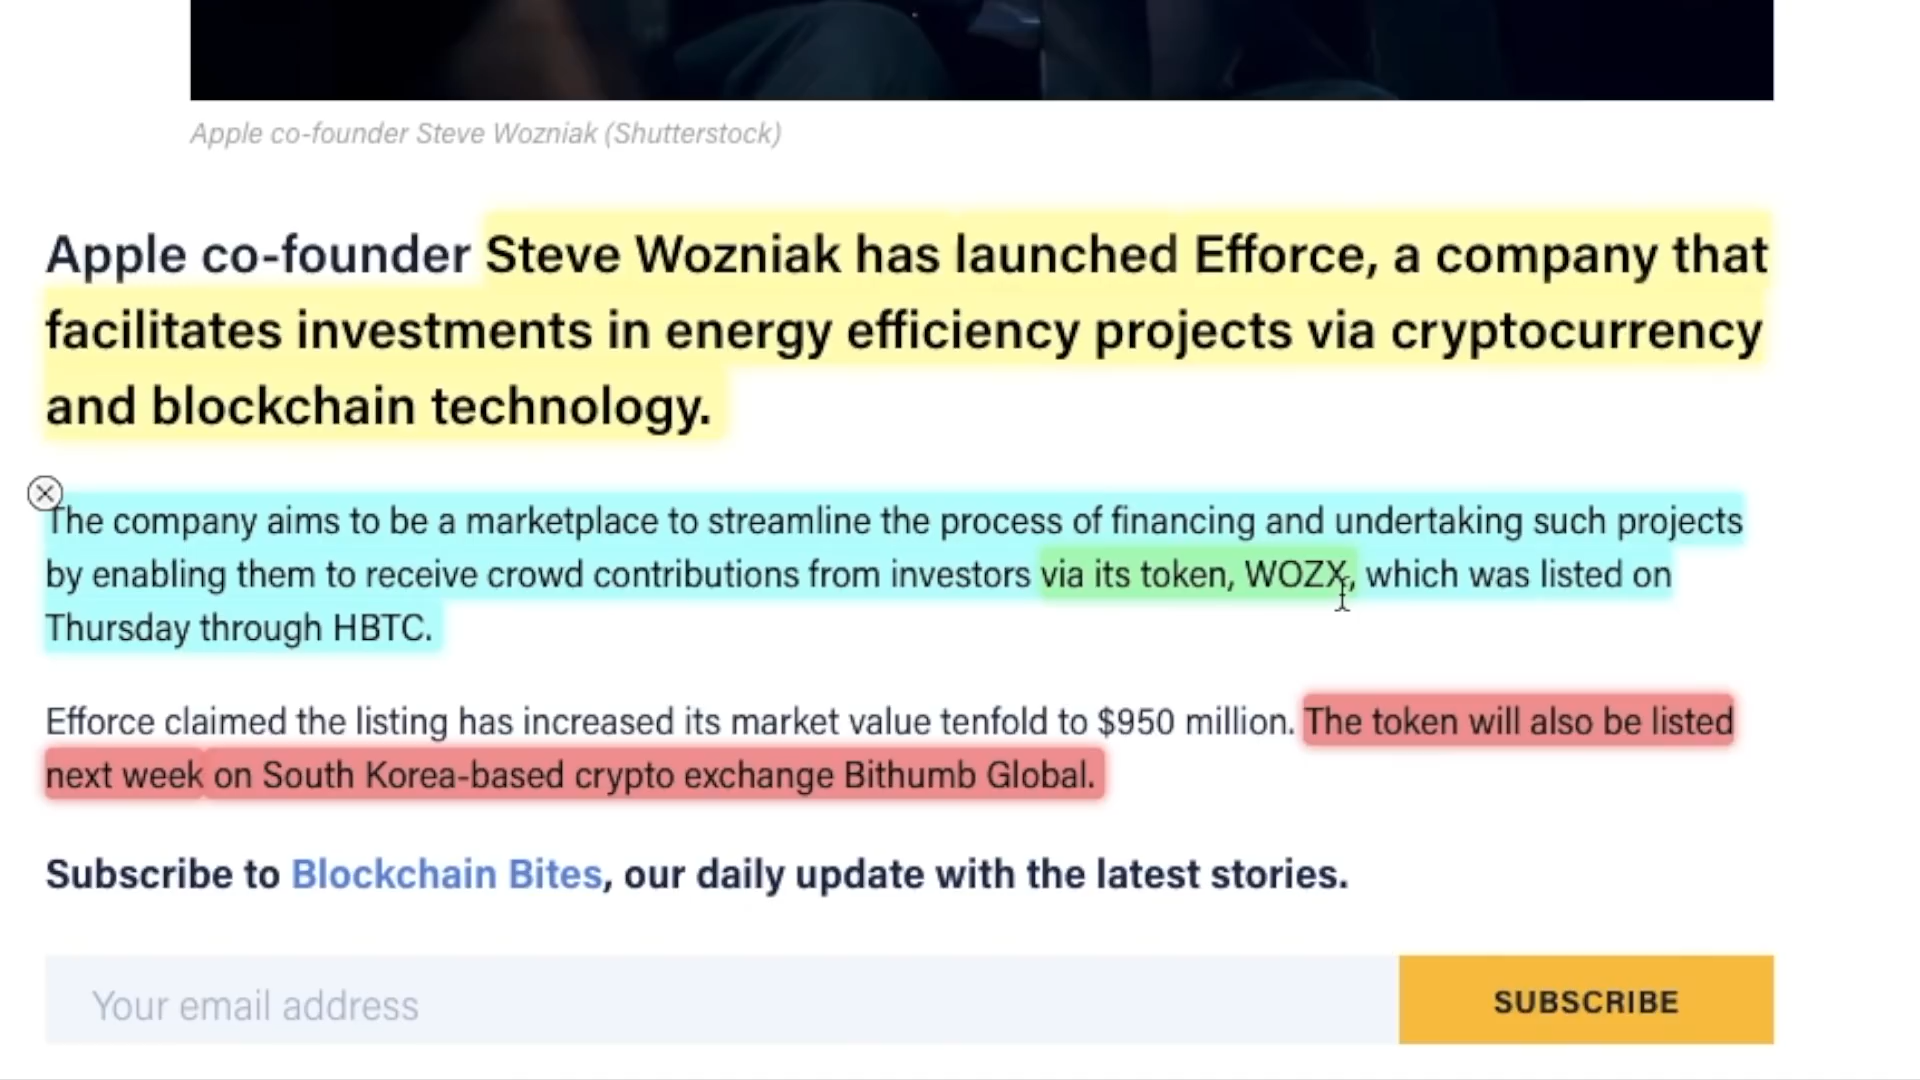 Apple co-founder Steve Wozniak (Shutterstock)
Apple co-founder Steve Wozniak has launched Efforce, a company that
facilitates investments in energy efficiency projects via cryptocurrency
and blockchain technology.
The company aims to be a marketplace to streamline the process of financing and undertaking such projects
by enabling them to receive crowd contributions from investors via its token, WOZX, which was listed on
Thursday through HBTC.
Efforce claimed the listing has increased its market value tenfold to $950 million. The token will also be listed
next week on South Korea-based crypto exchange Bithumb Global.
Subscribe to Blockchain Bites, our daily update with the latest stories.
Your email address
SUBSCRIBE